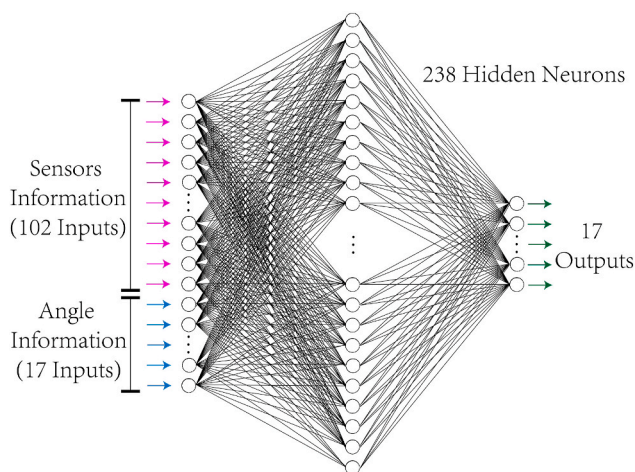 238 Hidden Neurons
Sensors
Information
(102 Inputs)
17
Outputs
Angle
Information
(17 Inputs)